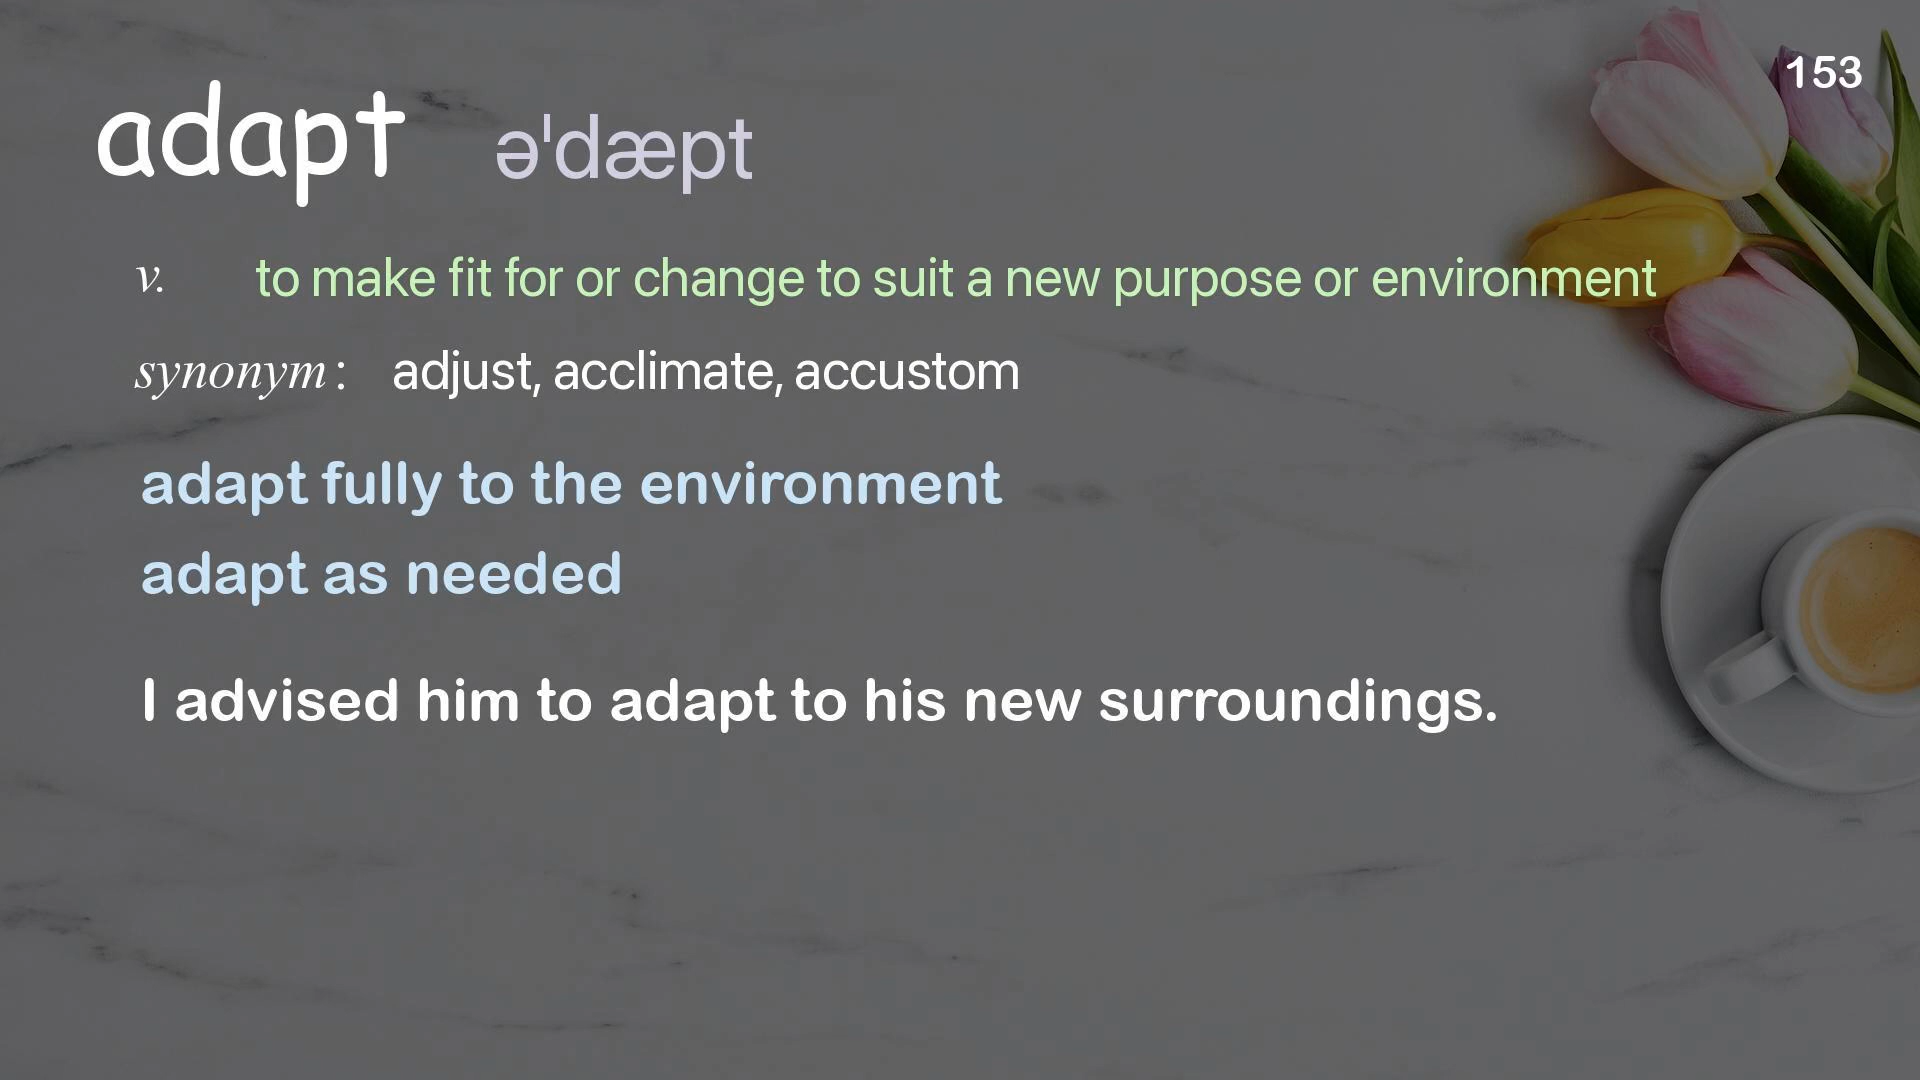 153
adapt əˈdæpt
v. to make fit for or change to suit a new purpose or environment
synonym: adjust, acclimate, accustom
adapt fully to the environment
adapt as needed
I advised him to adapt to his new surroundings.